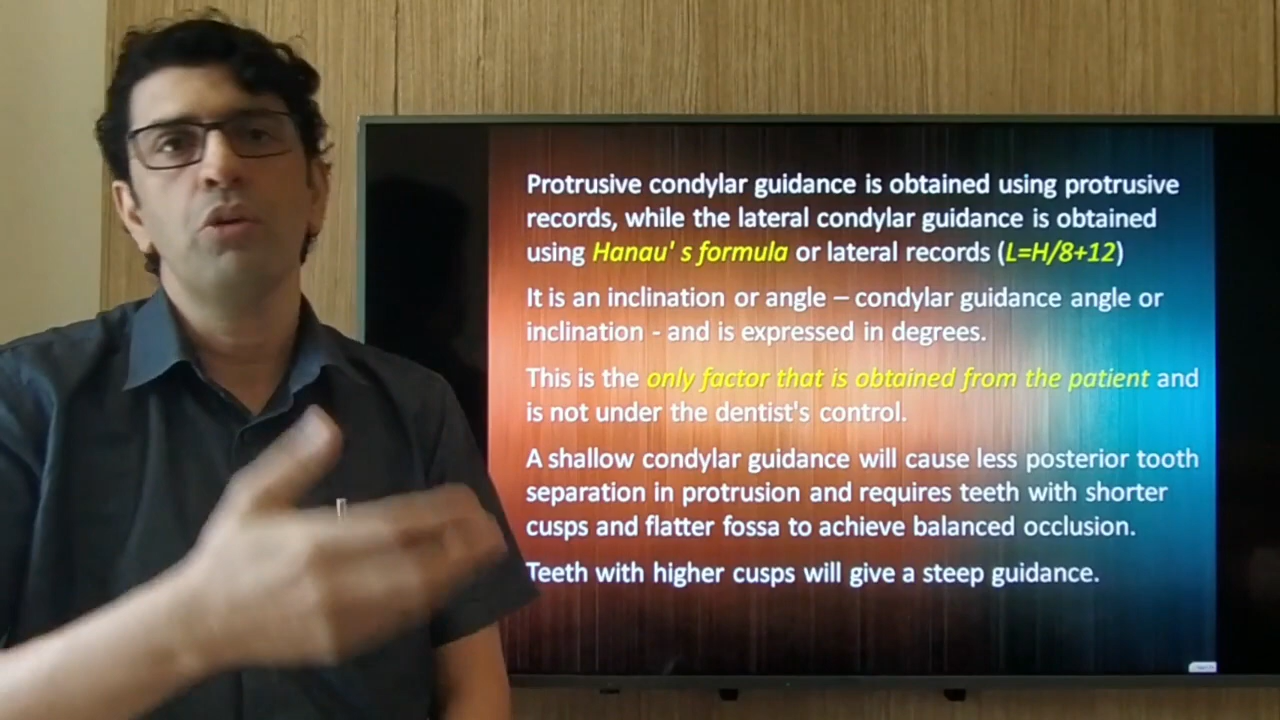 Protrusive condylar guidance is obtained using protrusive
records, while the lateral condylar guidance is obtained
using Hanau' s formula or lateral records (L=H/8+12)
It is an inclination or angle – condylar guidance angle or
inclination - and is expressed in degrees.
This is the only factor that is obtained from the patient and
is not under the dentist's control.
A shallow condylar guidance will cause less posterior tooth
separation in protrusion and requires teeth with shorter
cusps and flatter fossa to achieve balanced occlusion.
Teeth with higher cusps will give a steep guidance.